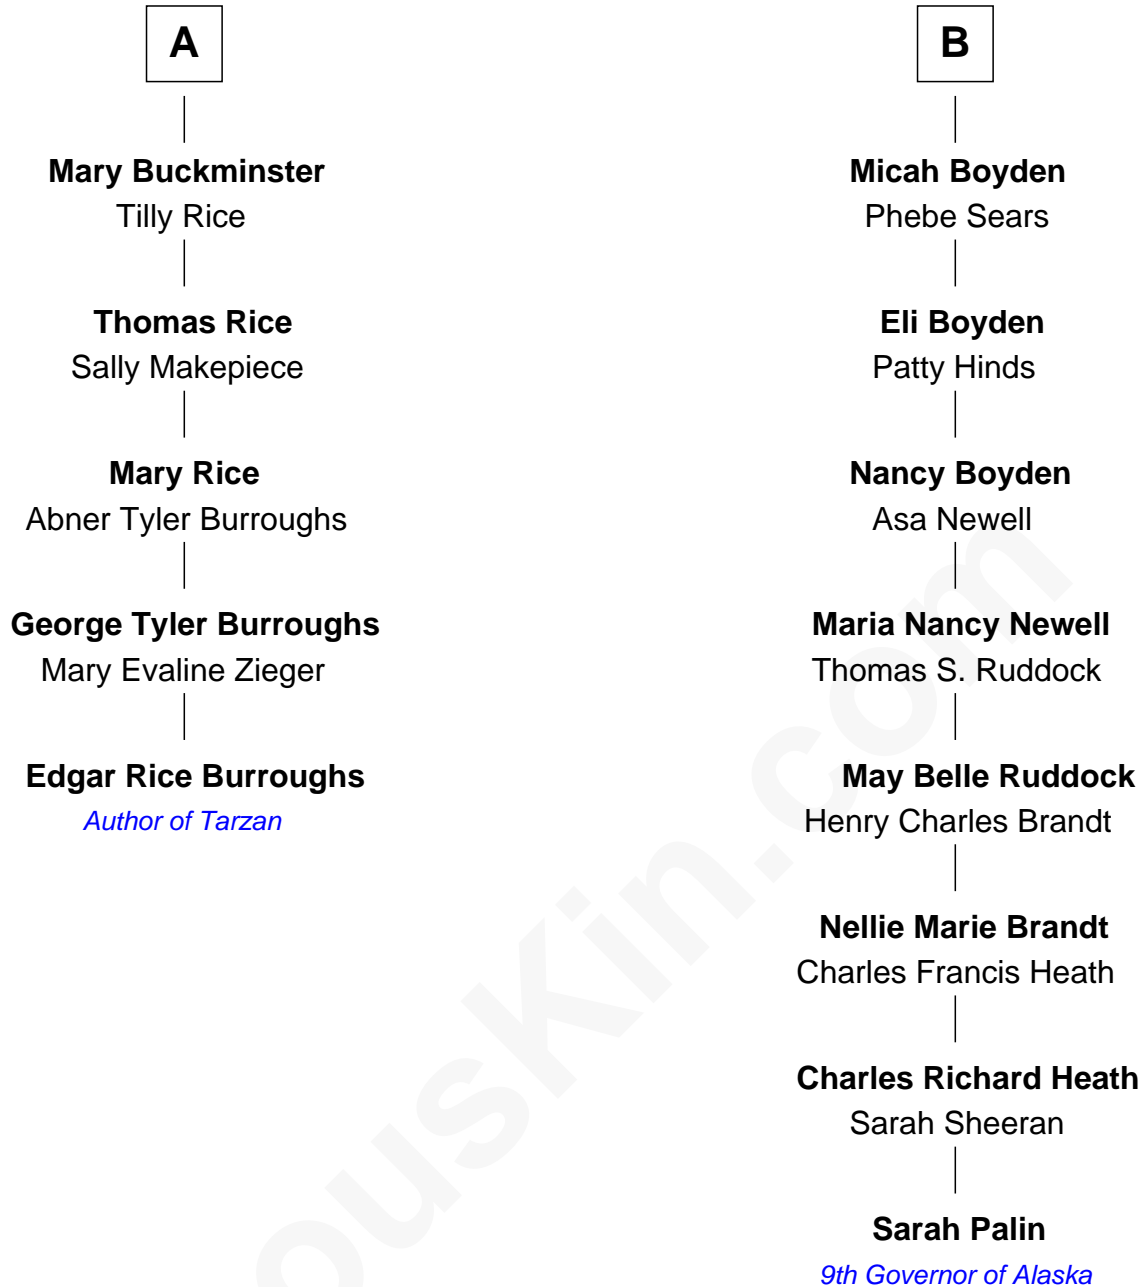 A
Mary Buckminster
Tilly Rice
Thomas Rice
Sally Makepiece
Mary Rice
Abner Tyler Burroughs
George Tyler Burroughs
Mary Evaline Zieger
Edgar Rice Burroughs
Author of Tarzan
B
Micah Boyden
Phebe Sears
Eli Boyden
Patty Hinds
Nancy Boyden
Asa Newell
Maria Nancy Newell
Thomas S. Ruddock
May Belle Ruddock
Henry Charles Brandt
Nellie Marie Brandt
Charles Francis Heath
Charles Richard Heath
Sarah Sheeran
Sarah Palin
9th Governor of Alaska
ousKin.com